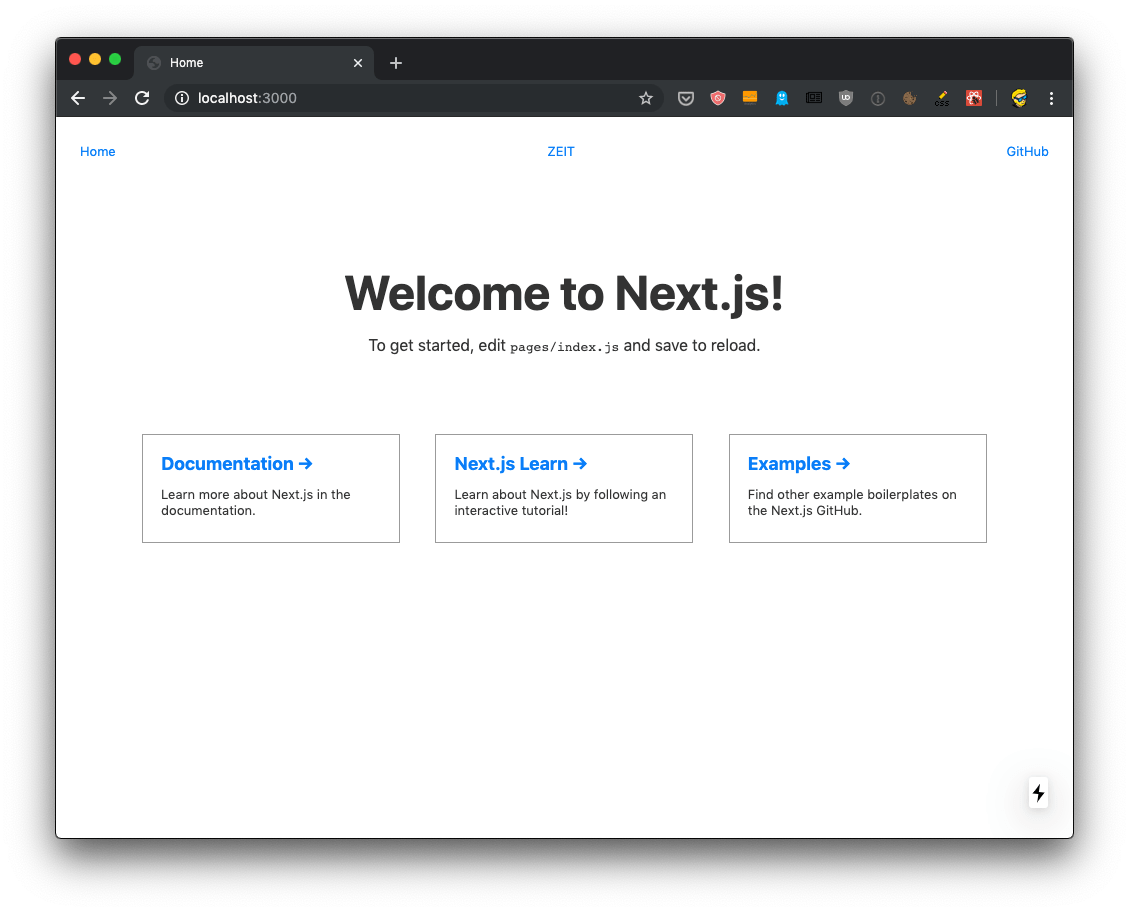 Home
localhost:3000
CSS
Home
ZEIT
GitHub
Welcome to Next.js!
To get started, edit pages/index.js and save to reload.
Documentation →
Learn more about Next.js in the
documentation.
Next.js Learn →
Learn about Next.js by following an
interactive tutorial!
Examples →
Find other example boilerplates on
the Next.js GitHub.